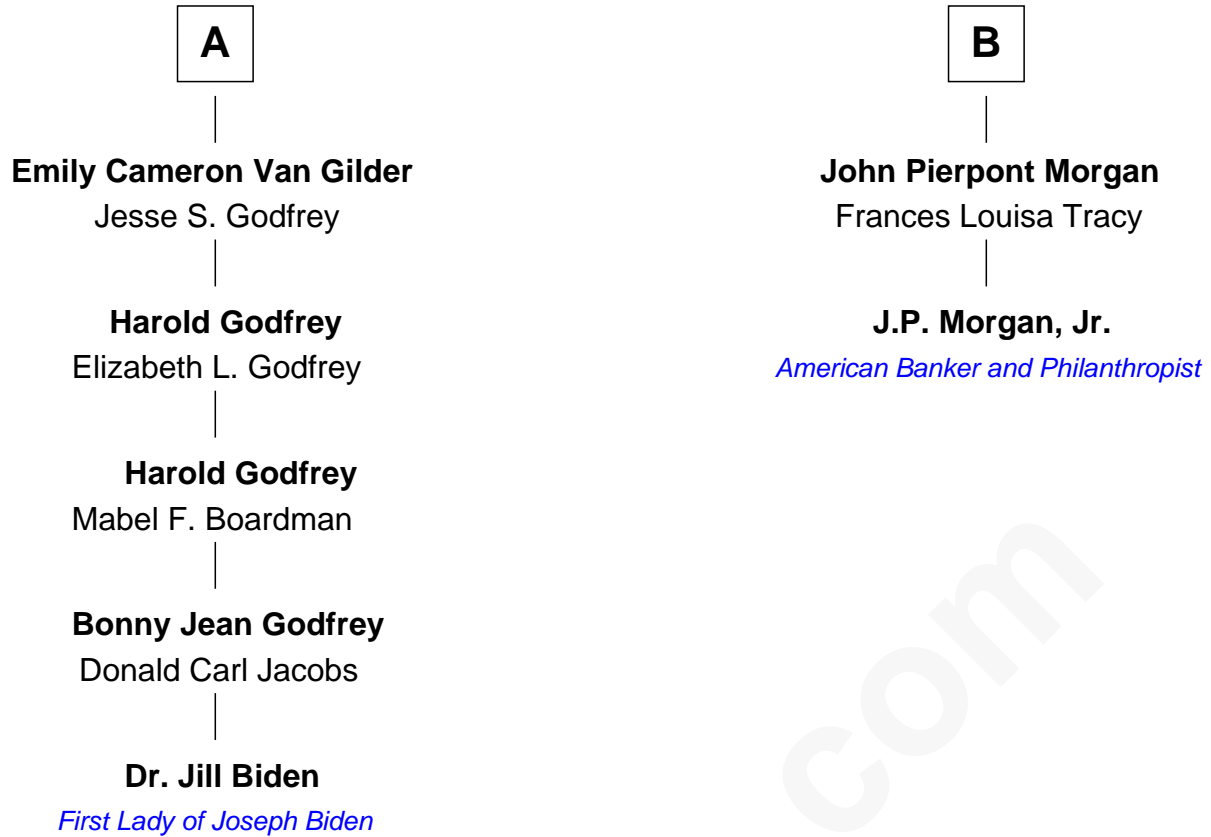 A
Emily Cameron Van Gilder
Jesse S. Godfrey
Harold Godfrey
Elizabeth L. Godfrey
Harold Godfrey
Mabel F. Boardman
Bonny Jean Godfrey
Donald Carl Jacobs
Dr. Jill Biden
First Lady of Joseph Biden
B
John Pierpont Morgan
Frances Louisa Tracy
J.P. Morgan, Jr.
American Banker and Philanthropist
com